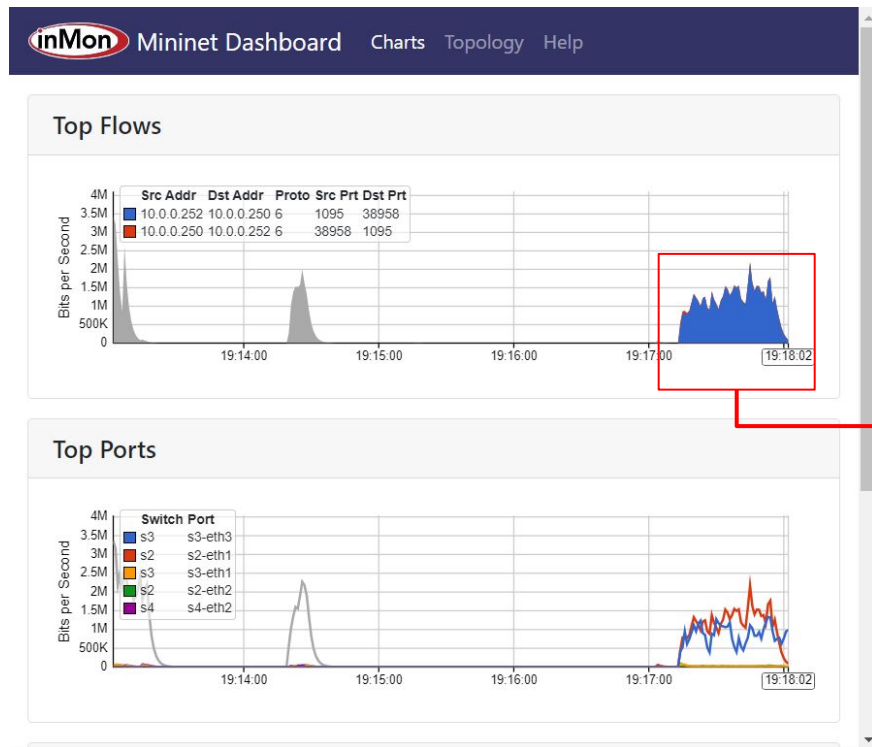 inMon Mininet Dashboard Charts Topology Help
Top Flows
Bits per Second
4M
3.5M
3M
2.5M
2M
1.5M
1M
500K
0
Src Addr Dst Addr Proto Src Prt Dst Prt
10.0.0.252 10.0.0.250 6 1095 38958
10.0.0.250 10.0.0.252 6 38958 1095
19:14:00 19:15:00 19:16:00 19:17:00 19:18:02
Top Ports
Bits per Second
4M
3.5M
3M
2.5M
2M
1.5M
1M
500K
0
Switch Port
s3 s3-eth3
s2 s2-eth1
s3 s3-eth1
s2 s2-eth2
s4 s4-eth2
19:14:00 19:15:00 19:16:00 19:17:00 19:18:02